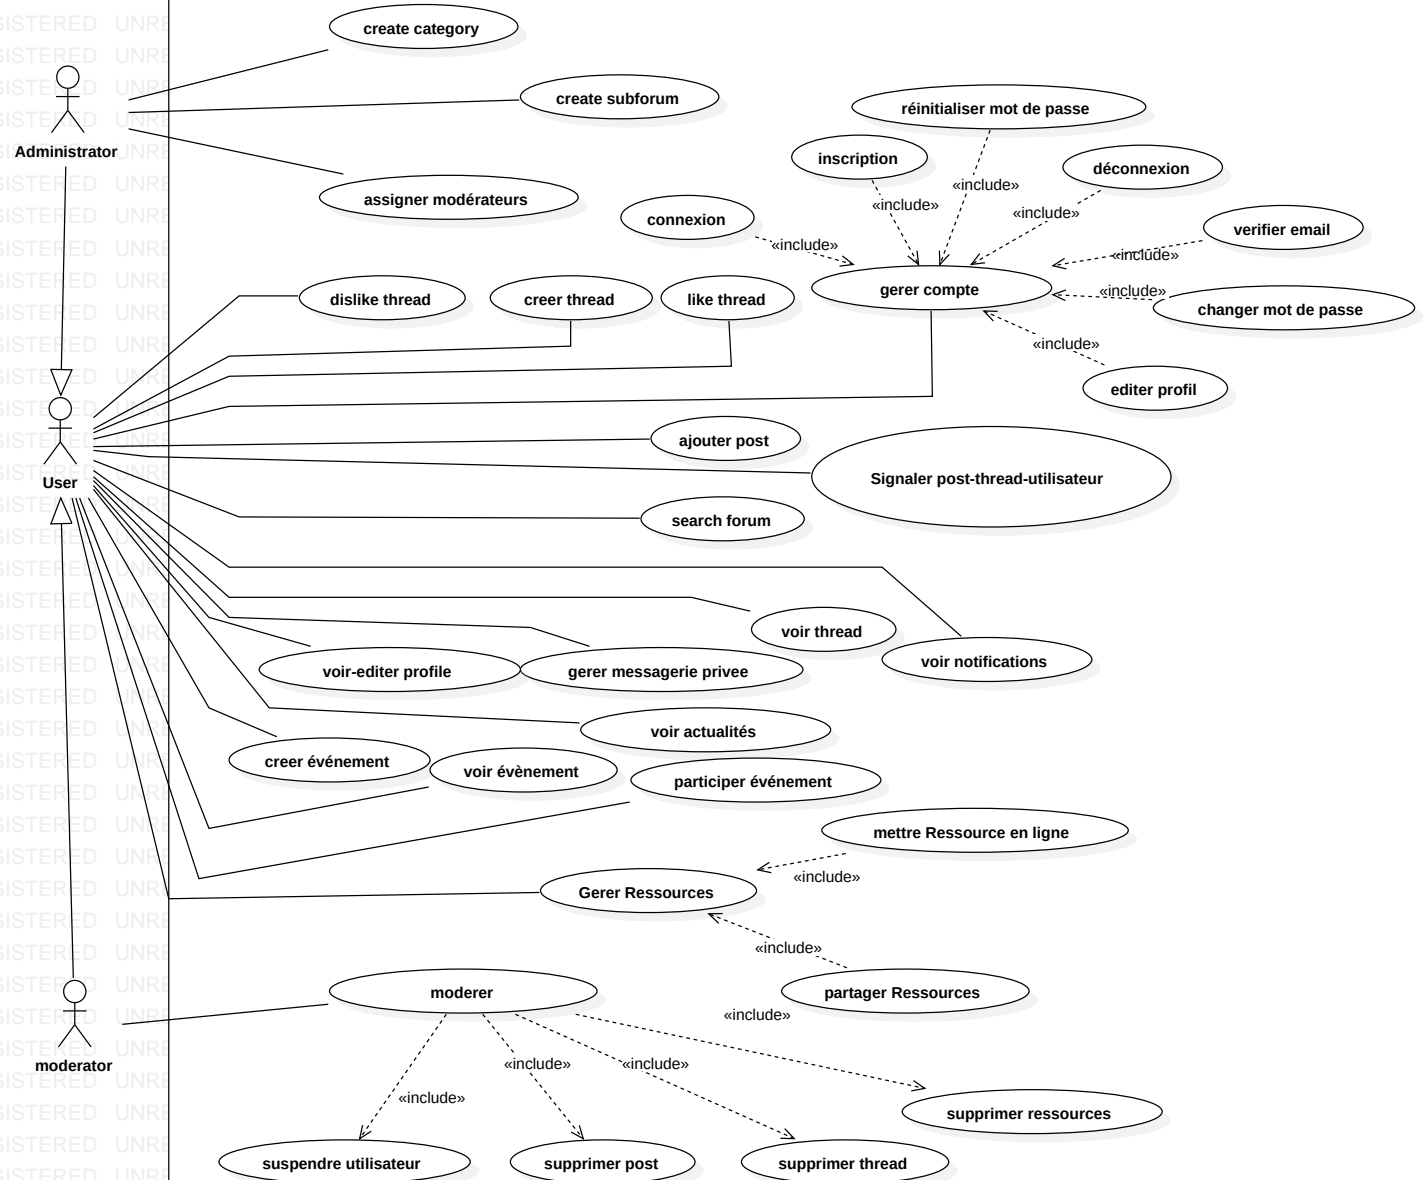 create category
create subforum
réinitialiser mot de passe
Administrator
inscription
déconnexion
«include»
assigner modérateurs
«include»
«include»
connexion
verifier email
«include»
«include»
gerer compte
«include»
dislike thread
creer thread
like thread
changer mot de passe
«include»
editer profil
ajouter post
User
Signaler post-thread-utilisateur
search forum
voir thread
voir notifications
voir-editer profile
gerer messagerie privee
voir actualités
creer événement
voir évènement
participer événement
mettre Ressource en ligne
«include»
Gerer Ressources
«include»
moderer
partager Ressources
«include»
moderator
«include»
«include»
«include»
supprimer ressources
suspendre utilisateur
supprimer post
supprimer thread